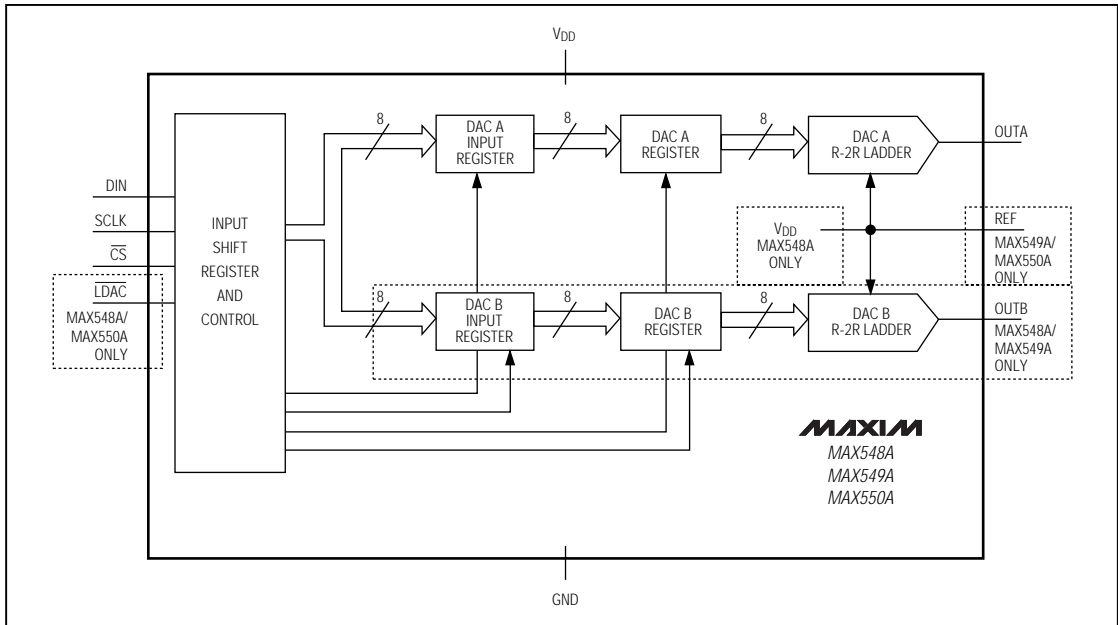 VDD
8
DAC A
INPUT
REGISTER
8
DAC A
REGISTER
8
DAC A
R-2R LADDER
OUTA
DIN
SCLK
CS
LDAC
MAX548A/
MAX550A
ONLY
INPUT
SHIFT
REGISTER
AND
CONTROL
VDD
MAX548A
ONLY
REF
MAX549A/
MAX550A
ONLY
8
DAC B
INPUT
REGISTER
8
DAC B
REGISTER
8
DAC B
R-2R LADDER
OUTB
MAX548A/
MAX549A
ONLY
MAXIM
MAX548A
MAX549A
MAX550A
GND